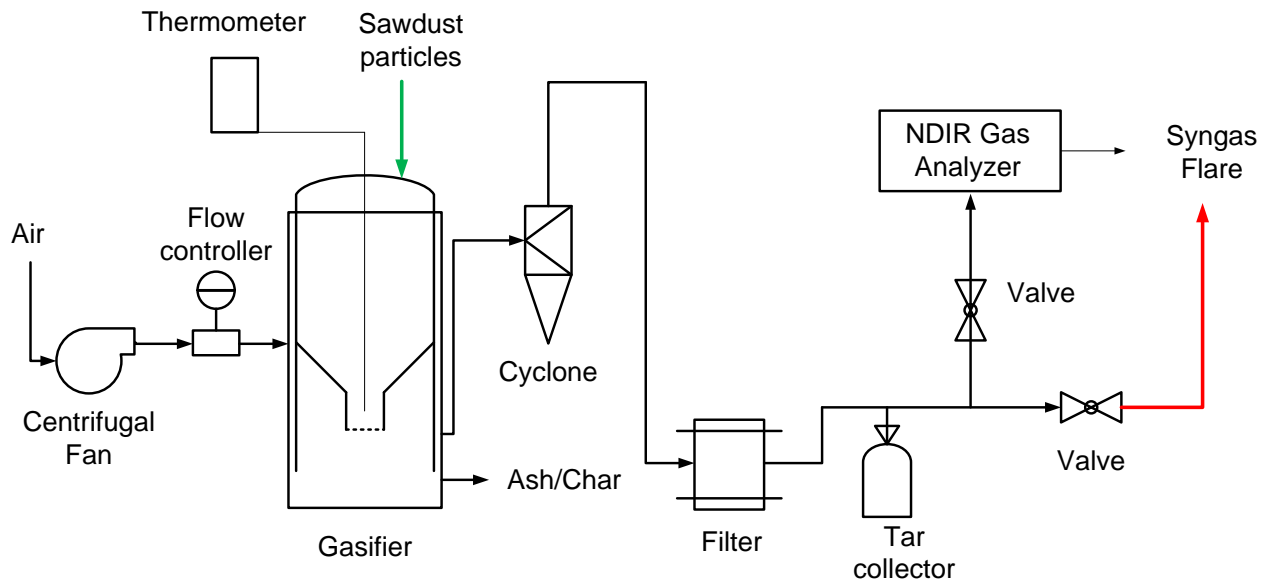 Thermometer
Sawdust
particles
NDIR Gas
Analyzer
Syngas
Flare
Air
Flow
controller
Valve
Cyclone
Centrifugal
Fan
Ash/Char
Valve
Gasifier
Filter
Tar
collector